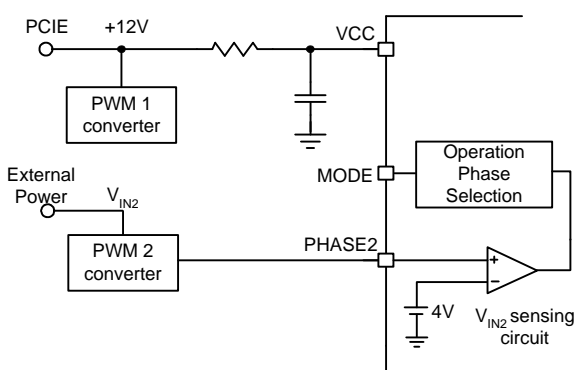 PCIE
+12V
VCC
PWM 1
converter
MODE
Operation
Phase
Selection
External
Power
VIN2
PWM 2
converter
PHASE2
+
−
4V
VIN2 sensing
circuit